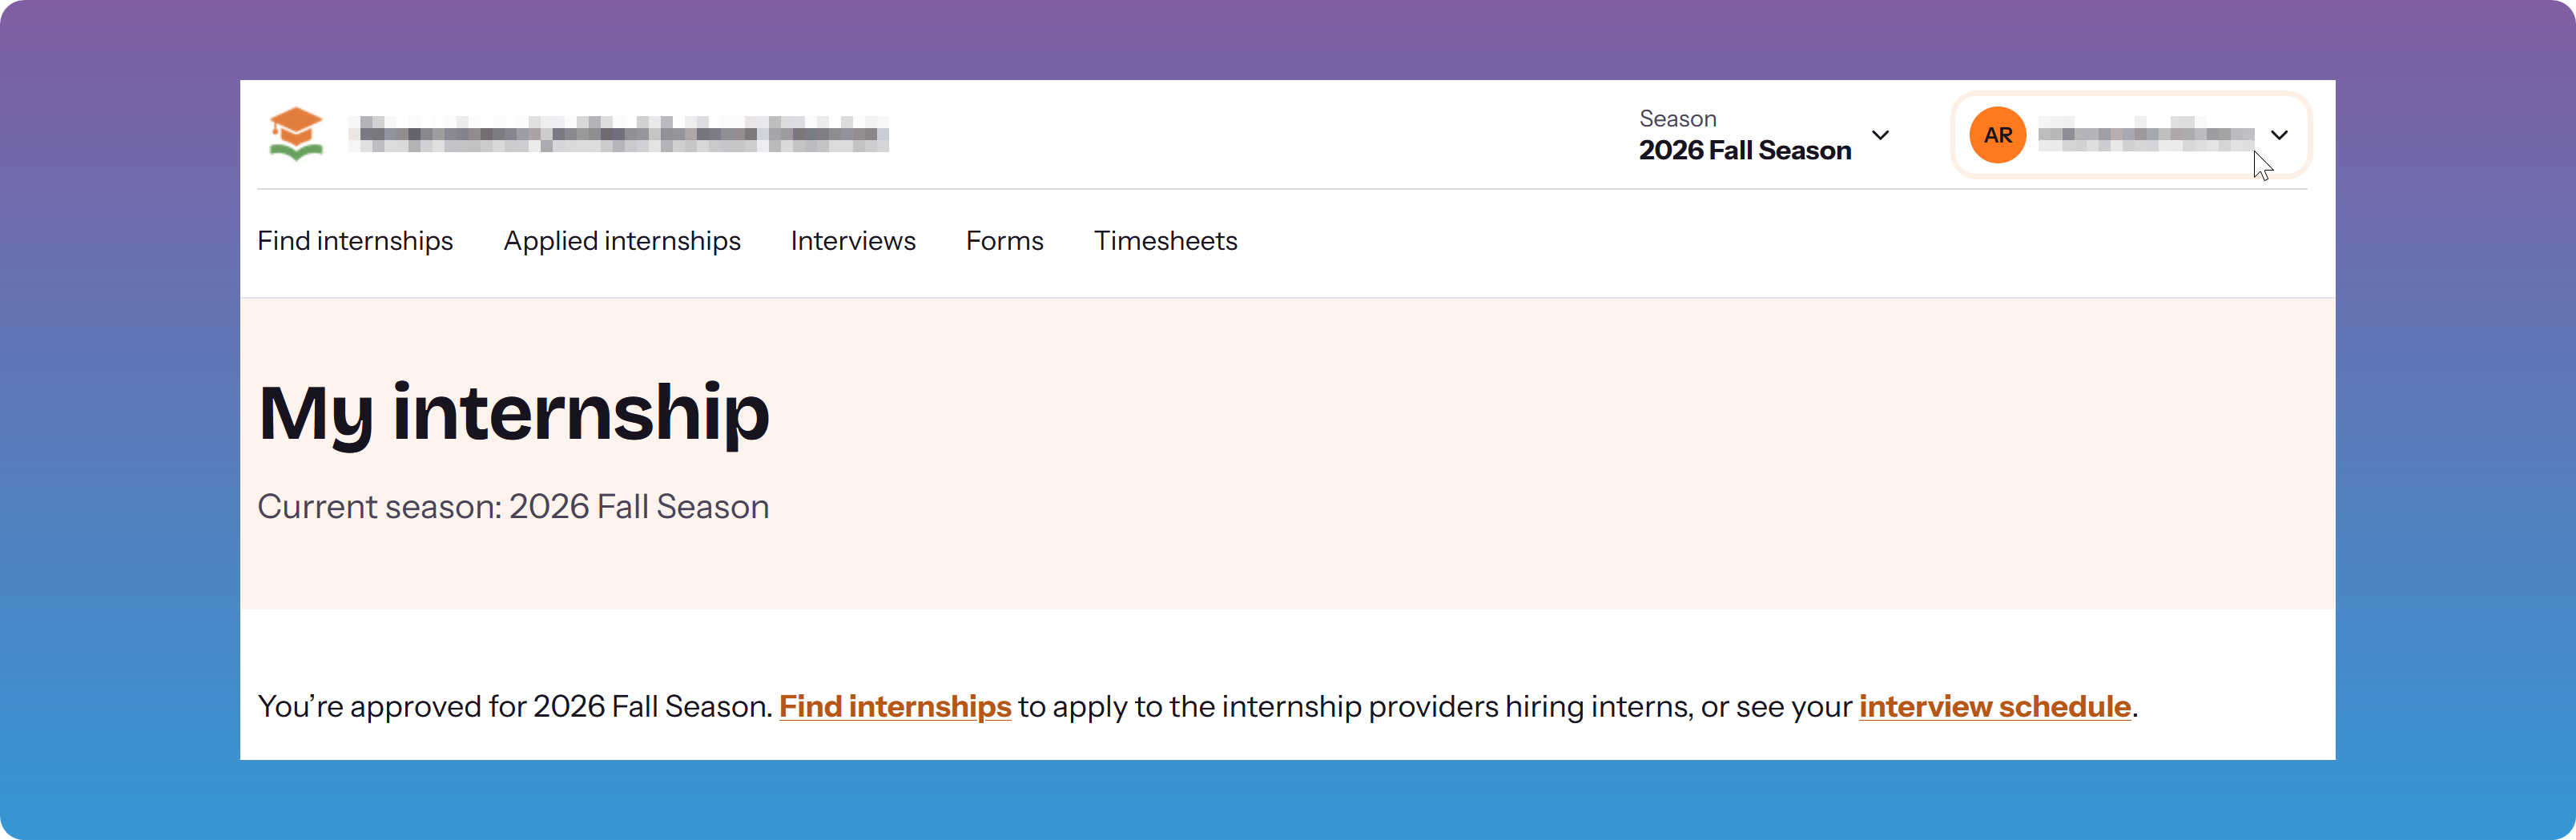 Season
2026 Fall Season
AR
Find internships
Applied internships
Interviews
Forms
Timesheets
My internship
Current season: 2026 Fall Season
You’re approved for 2026 Fall Season. Find internships to apply to the internship providers hiring interns, or see your interview schedule.